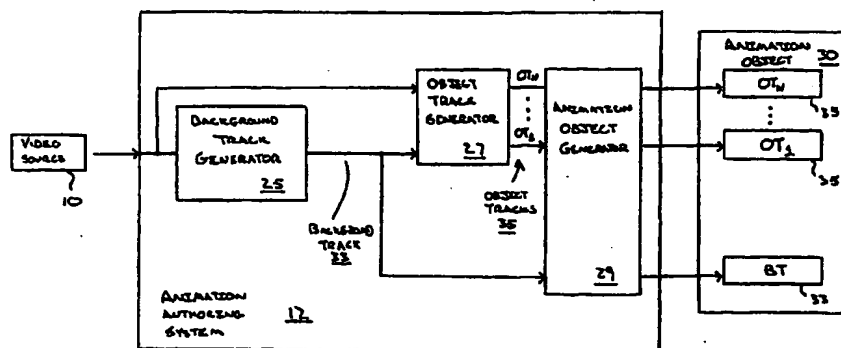 VIDEO
SOURCE
10
BACKGROUND
TRACK
GENERATOR
25
BACKGROUND
TRACK
33
ANIMATION
AUTHORING
SYSTEM
12
OBJECT
TRACK
GENERATOR
27
OTN
OT1
OBJECT
TRACKS
35
ANIMATION
OBJECT
GENERATOR
29
ANIMATION
OBJECT
30
OTN
35
OT1
35
BT
33